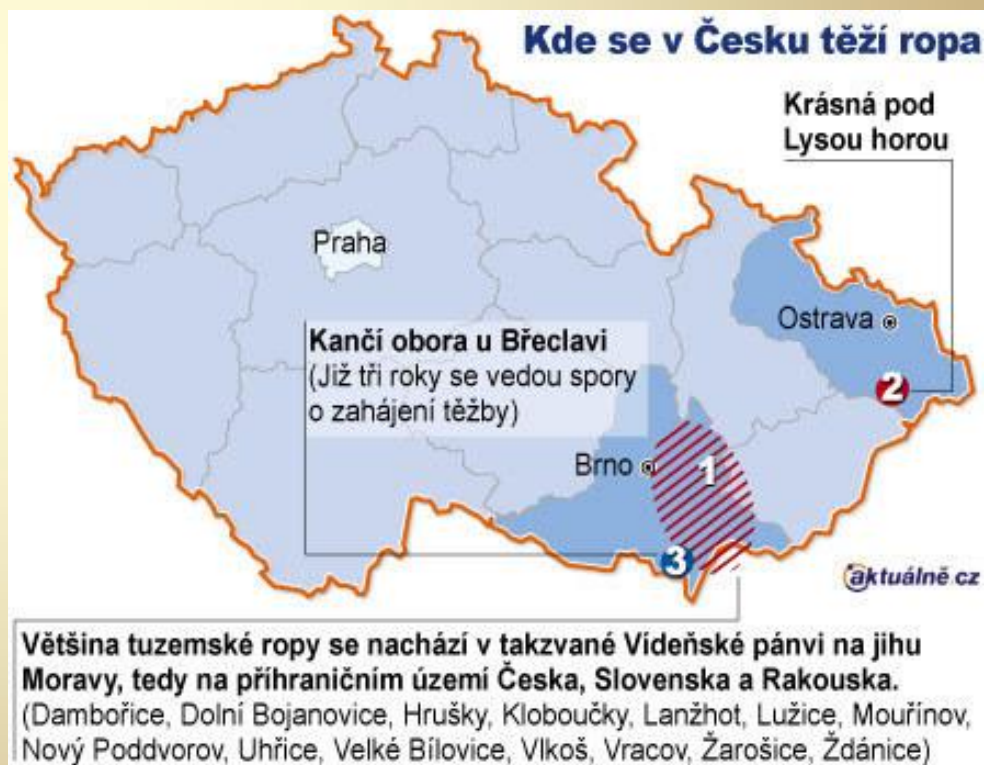 Kde se v Česku těží ropa
Krásná pod
Lysou horou
Praha
Ostrava
2
Kančí obora u Břeclavi
(Již tři roky se vedou spory
o zahájení těžby)
Brno
1
3
aktuálně cz
Většina tuzemské ropy se nachází v takzvané Vídeňské pánvi na jihu
Moravy, tedy na příhraničním území Česka, Slovenska a Rakouska.
(Dambořice, Dolní Bojanovice, Hrušky, Kloboučky, Lanžhot, Lužice, Mouřínov,
Nový Poddvorov, Uhřice, Velké Bílovice, Vlkoš, Vracov, Žarošice, Ždánice)